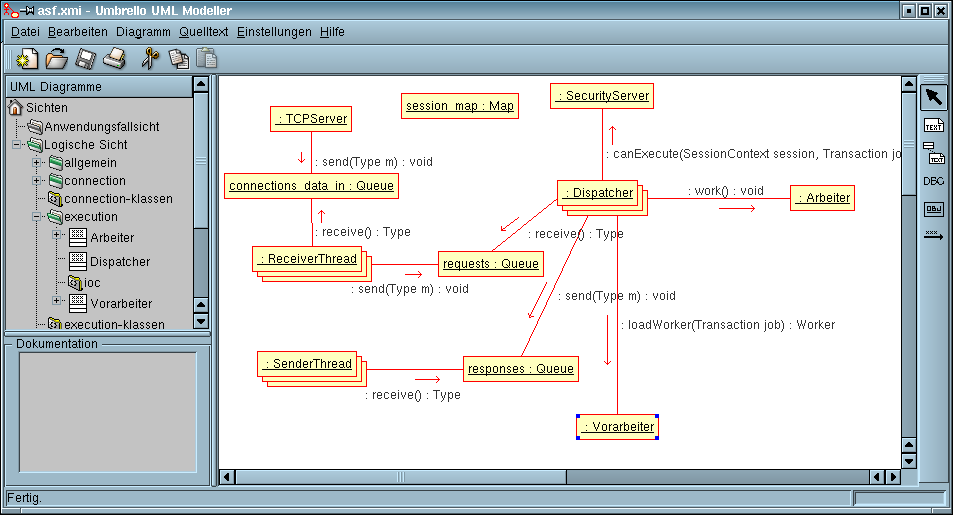 asf.xmi - Umbrello UML Modeller
Datei Bearbeiten Diagramm Quelltext Einstellungen Hilfe
UML Diagramme
Sichten
Anwendungsfallsicht
Logische Sicht
allgemein
connection
connection-klassen
execution
Arbeiter
Dispatcher
ioc
Vorarbeiter
execution-klassen
Dokumentation
: TCPServer
session_map : Map
: SecurityServer
: send(Type m) : void
: canExecute(SessionContext session, Transaction jo
connections_data_in : Queue
: Dispatcher
: work() : void
: Arbeiter
: receive() : Type
: receive() : Type
: ReceiverThread
requests : Queue
: send(Type m) : void
: send(Type m) : void
: loadWorker(Transaction job) : Worker
: SenderThread
responses : Queue
: receive() : Type
: Vorarbeiter
TEXT
TEXT
DBC
OBJ
Fertig.